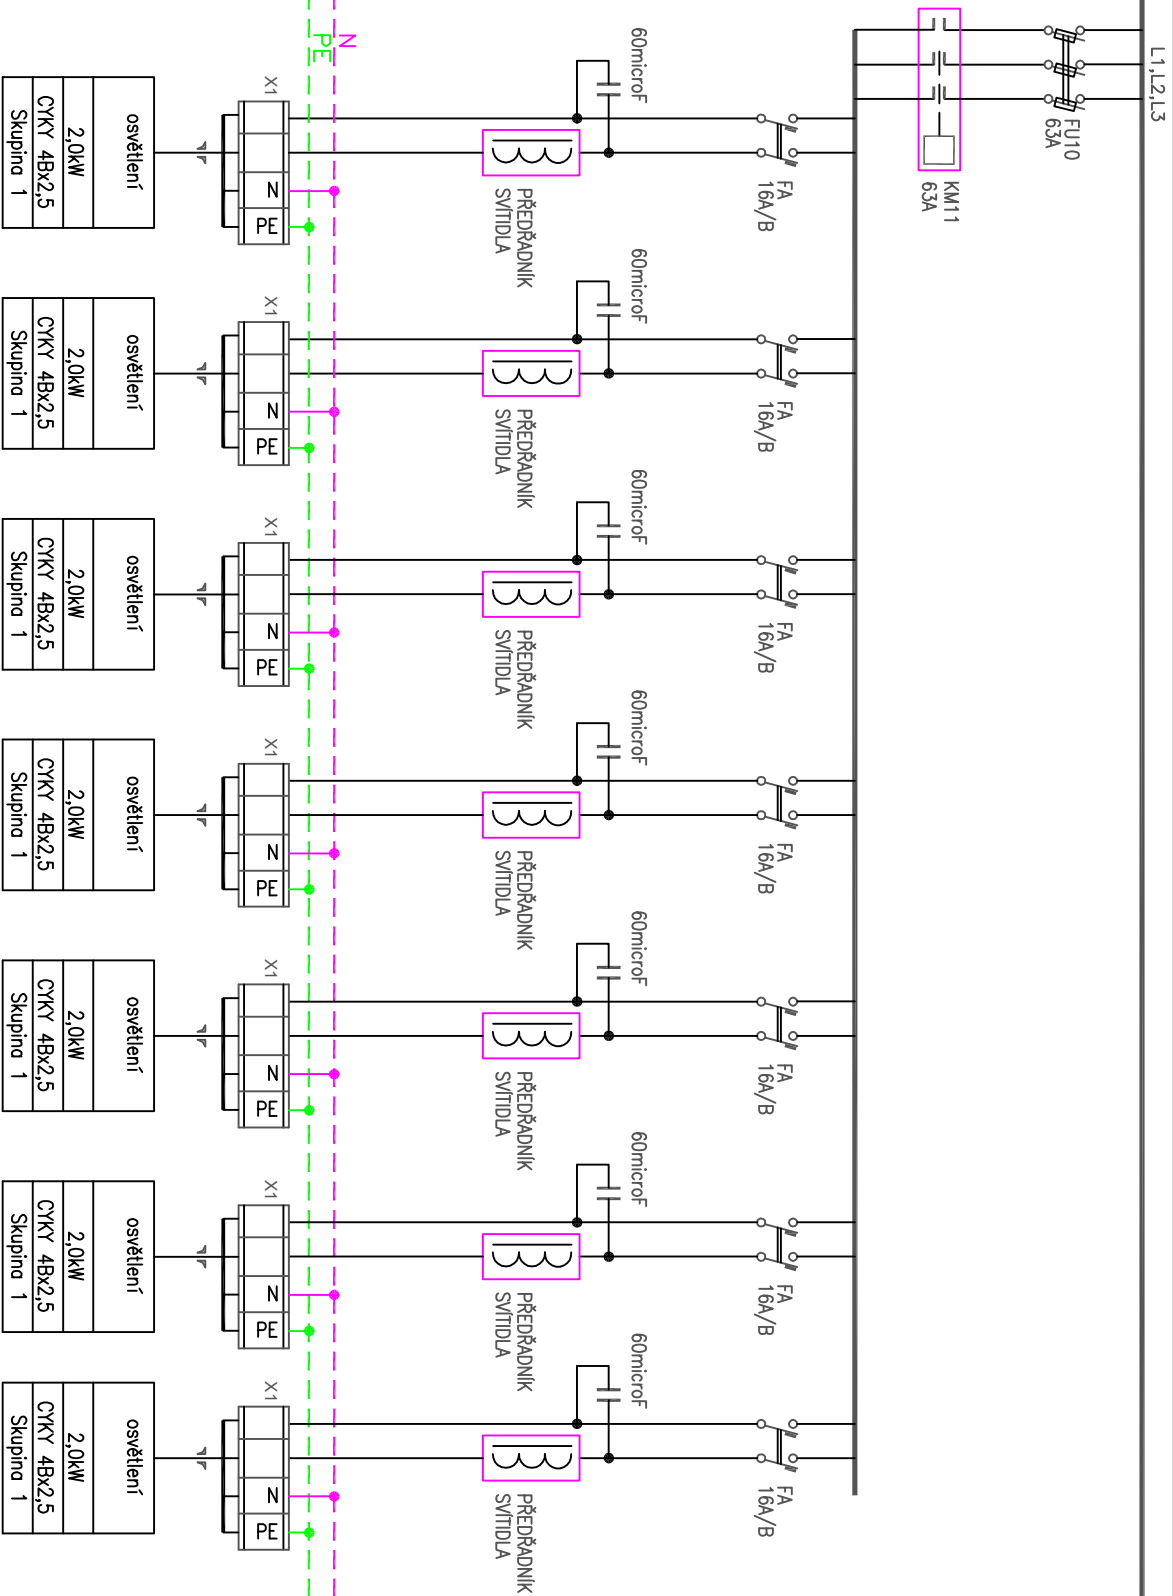 L1,L2,L3
FU10
63A
KM11
63A
FA
16A/B
FA
16A/B
FA
16A/B
FA
16A/B
FA
16A/B
FA
16A/B
FA
16A/B
60microF
60microF
60microF
60microF
60microF
60microF
60microF
PŘEDŘADNÍK
SVÍTIDLA
PŘEDŘADNÍK
SVÍTIDLA
PŘEDŘADNÍK
SVÍTIDLA
PŘEDŘADNÍK
SVÍTIDLA
PŘEDŘADNÍK
SVÍTIDLA
PŘEDŘADNÍK
SVÍTIDLA
PŘEDŘADNÍK
SVÍTIDLA
N
PE
X1
N
PE
X1
N
PE
X1
N
PE
X1
N
PE
X1
N
PE
X1
N
PE
X1
N
PE
osvětlení
2,0kW
CYKY 4Bx2,5
Skupina 1
osvětlení
2,0kW
CYKY 4Bx2,5
Skupina 1
osvětlení
2,0kW
CYKY 4Bx2,5
Skupina 1
osvětlení
2,0kW
CYKY 4Bx2,5
Skupina 1
osvětlení
2,0kW
CYKY 4Bx2,5
Skupina 1
osvětlení
2,0kW
CYKY 4Bx2,5
Skupina 1
osvětlení
2,0kW
CYKY 4Bx2,5
Skupina 1